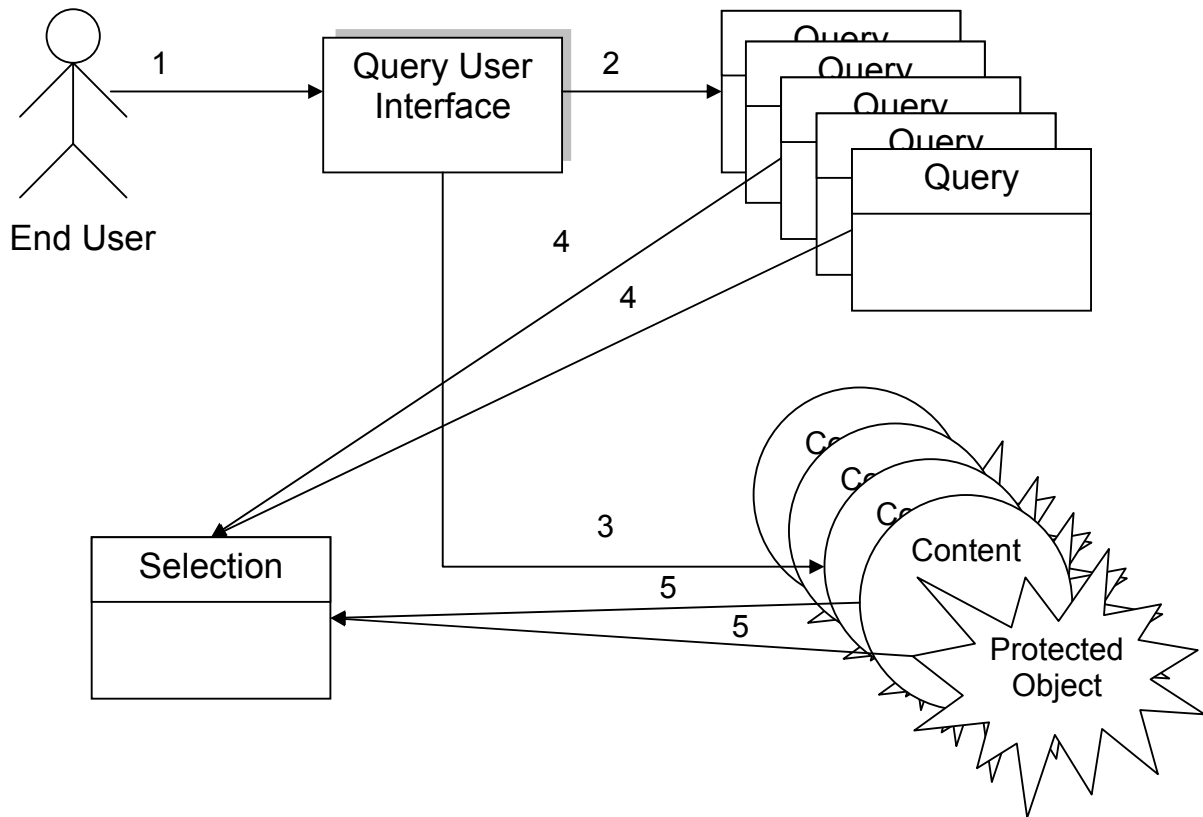 1
Query User
Interface
2
Query
Query
Query
Query
Query
End User
4
4
3
Content
Selection
5
5
Protected
Object